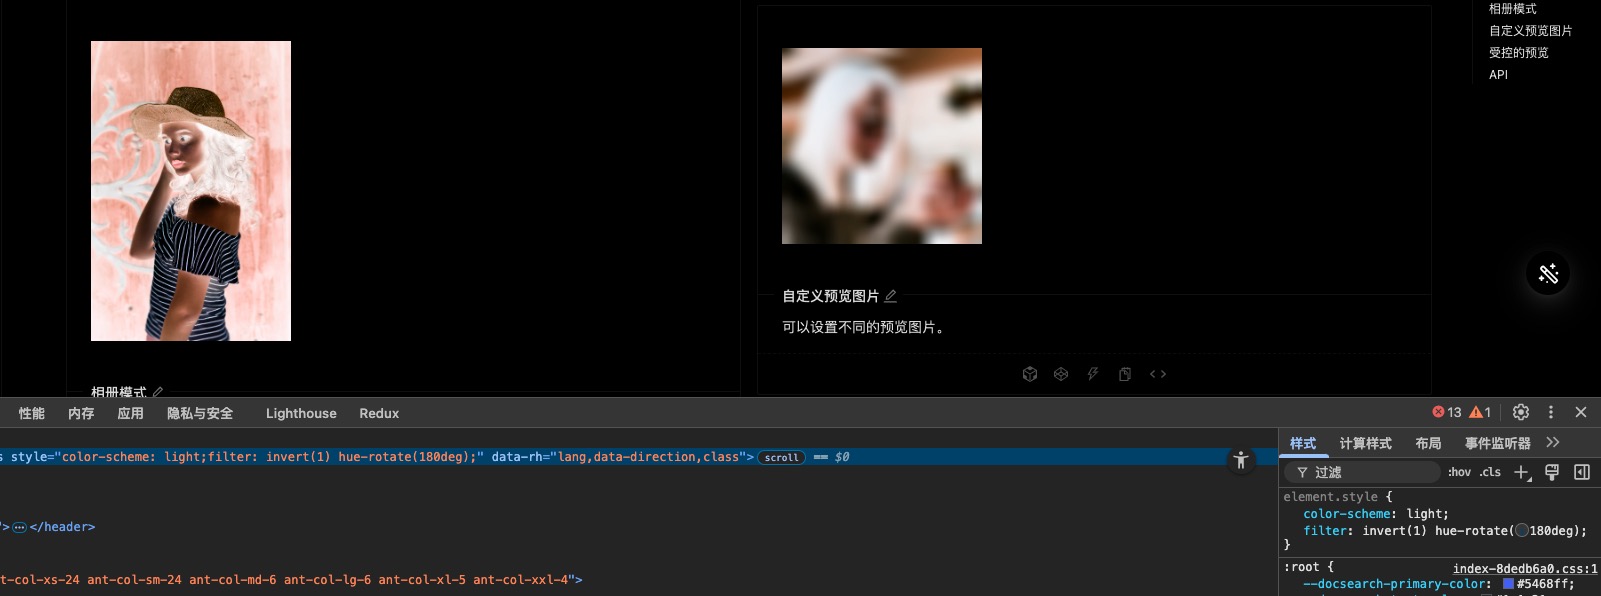 相册模式
自定义预览图片
受控的预览
API
自定义预览图片
可以设置不同的预览图片。
相册模式
性能 内存 应用 隐私与安全 Lighthouse Redux
13 1
s style="color-scheme: light;filter: invert(1) hue-rotate(180deg);" data-rh="lang,data-direction,class"> scroll == $0
"> ⋯ </header>
t-col-xs-24 ant-col-sm-24 ant-col-md-6 ant-col-lg-6 ant-col-xl-5 ant-col-xxl-4">
样式 计算样式 布局 事件监听器
过滤 :hov .cls
element.style {
color-scheme: light;
filter: invert(1) hue-rotate(180deg);
}
:root { index-8dedb6a0.css:1
--docsearch-primary-color: #5468ff;